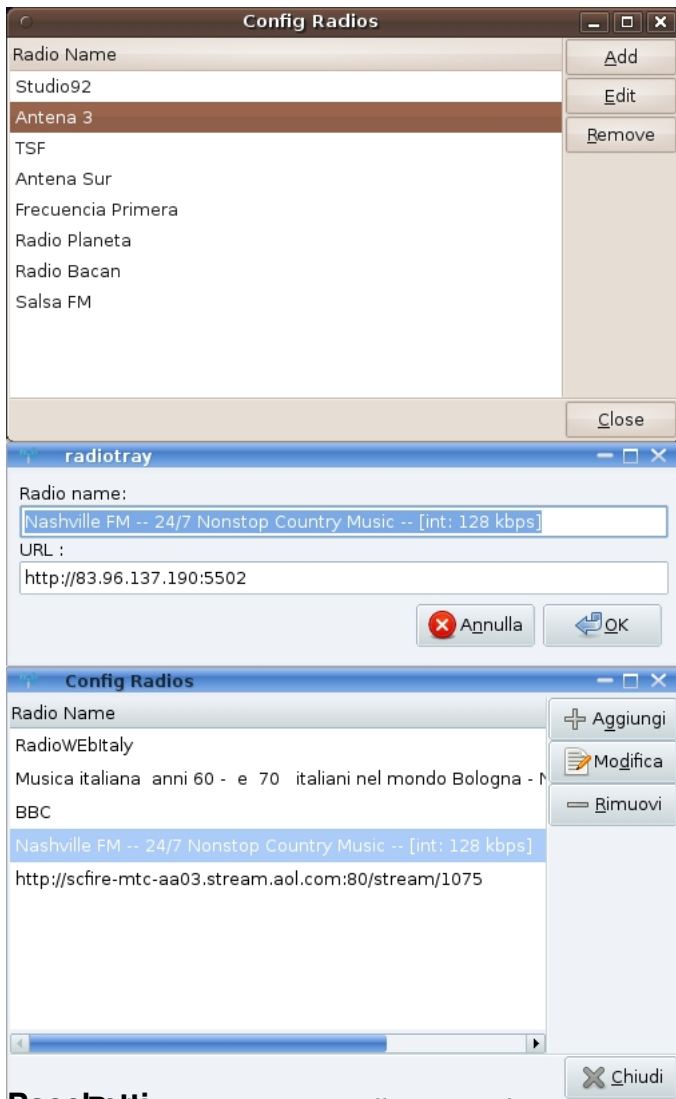 Config Radios
Radio Name
Add
Studio92
Edit
Antena 3
Remove
TSF
Antena Sur
Frecuencia Primera
Radio Planeta
Radio Bacan
Salsa FM
Close
radiotray
Radio name:
Nashville FM -- 24/7 Nonstop Country Music -- [int: 128 kbps]
URL :
http://83.96.137.190:5502
Annulla
OK
Config Radios
Radio Name
Aggiungi
RadioWEbItaly
Modifica
Musica italiana anni 60 - e 70 italiani nel mondo Bologna -
BBC
Rimuovi
Nashville FM -- 24/7 Nonstop Country Music -- [int: 128 kbps]
http://scfire-mtc-aa03.stream.aol.com:80/stream/1075
Chiudi